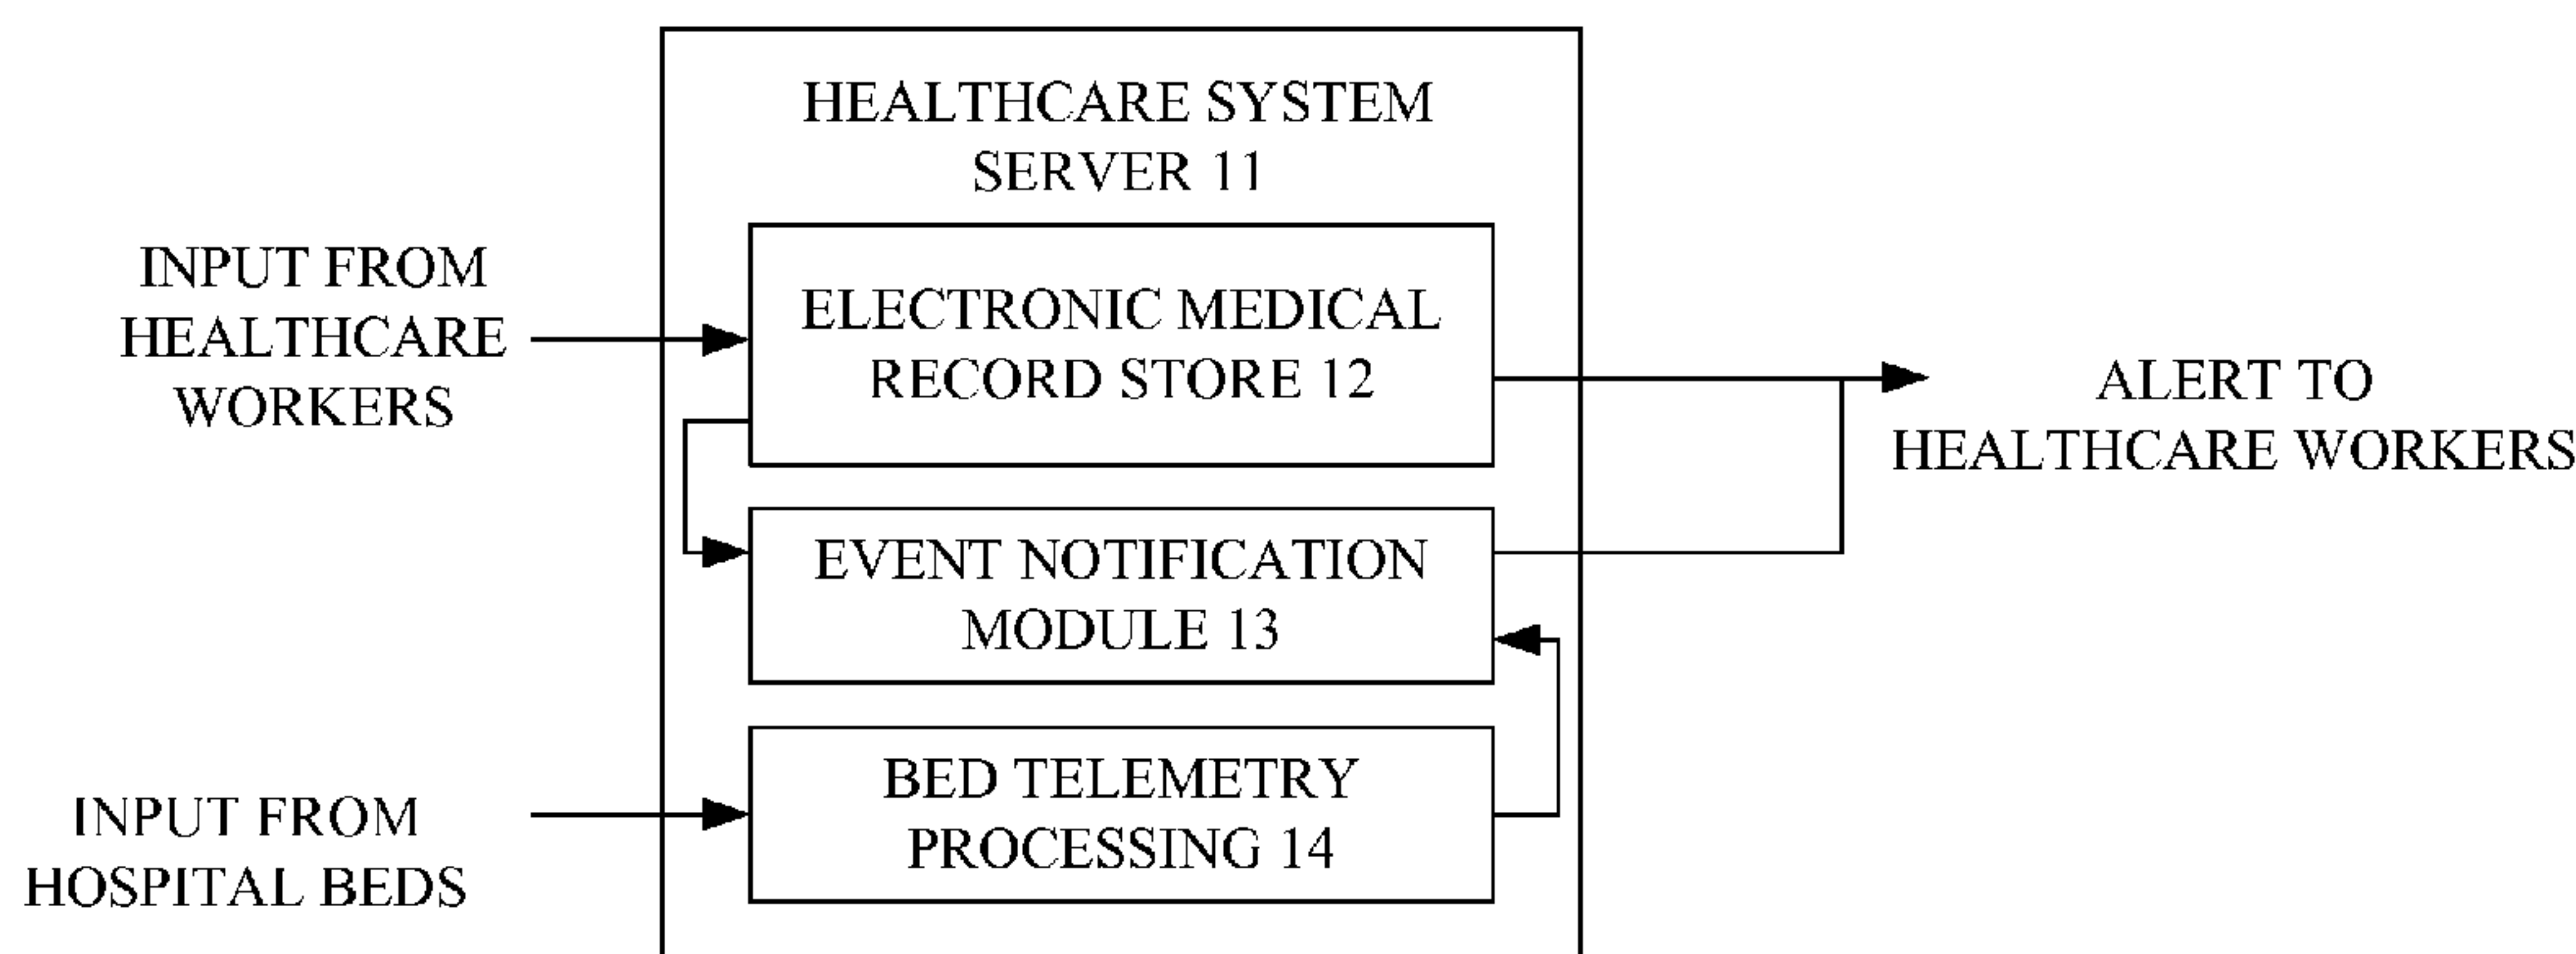 HEALTHCARE SYSTEM
SERVER 11
INPUT FROM
HEALTHCARE
WORKERS
ELECTRONIC MEDICAL
RECORD STORE 12
ALERT TO
HEALTHCARE WORKERS
EVENT NOTIFICATION
MODULE 13
INPUT FROM
HOSPITAL BEDS
BED TELEMETRY
PROCESSING 14